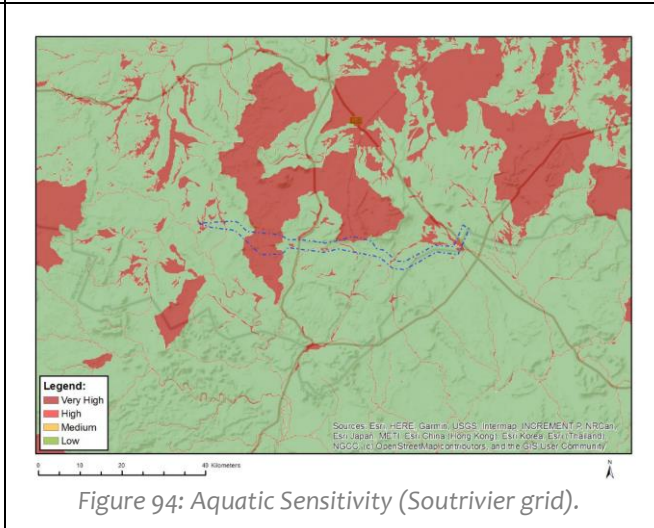 Legend:
Very High
High
Medium
Low
Sources: Esri, HERE, Garmin, USGS, Intermap, INCREMENT P, NRCan,
Esri Japan, METI, Esri China (Hong Kong), Esri Korea, Esri (Thailand),
NGCC, (c) OpenStreetMap contributors, and the GIS User Community
0 10 20 40 Kilometers
N
Figure 94: Aquatic Sensitivity (Soutrivier grid).